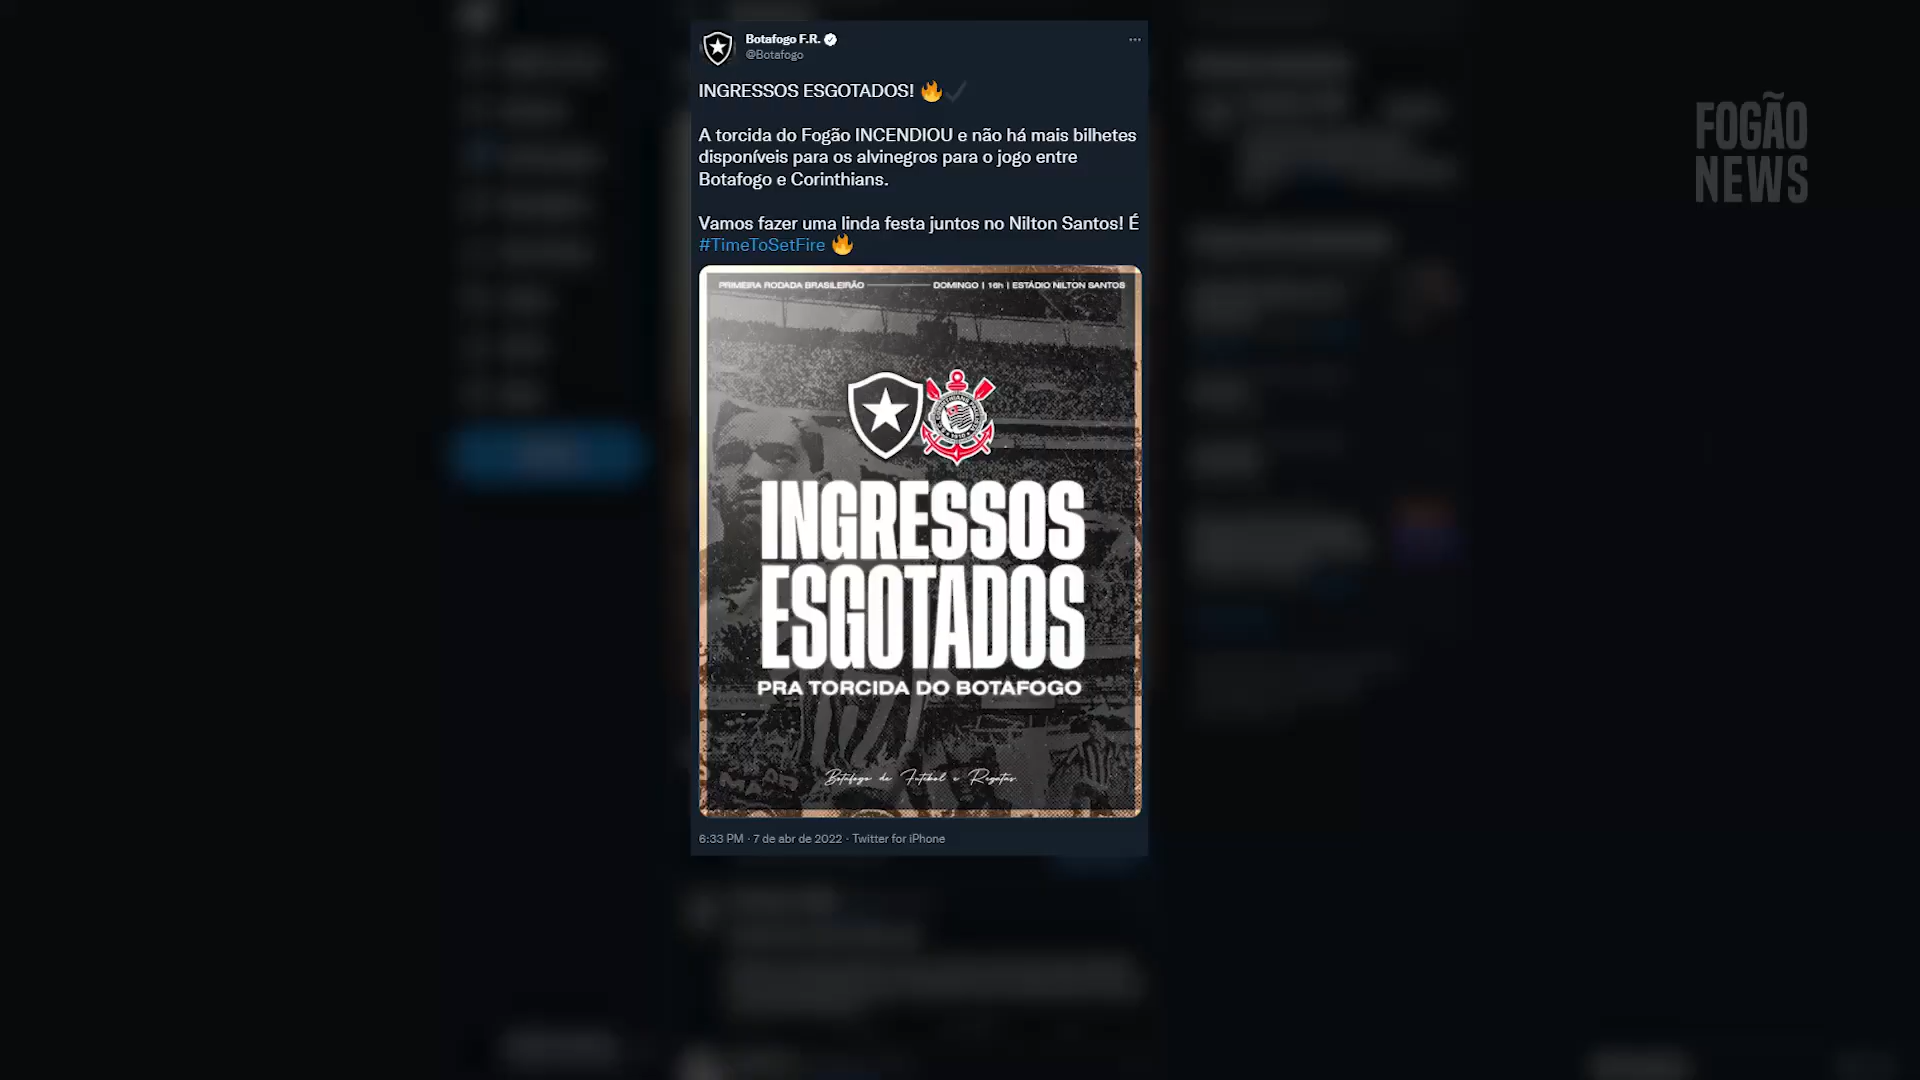 Botafogo F.R.
@Botafogo
INGRESSOS ESGOTADOS! 🔥✔
A torcida do Fogão INCENDIOU e não há mais bilhetes
disponíveis para os alvinegros para o jogo entre
Botafogo e Corinthians.
Vamos fazer uma linda festa juntos no Nilton Santos! É
#TimeToSetFire 🔥
PRIMEIRA RODADA BRASILEIRÃO
DOMINGO | 16h | ESTÁDIO NILTON SANTOS
INGRESSOS
ESGOTADOS
PRA TORCIDA DO BOTAFOGO
Botafogo de Futebol e Regatas.
6:33 PM · 7 de abr de 2022 · Twitter for iPhone
FOGÃO
NEWS